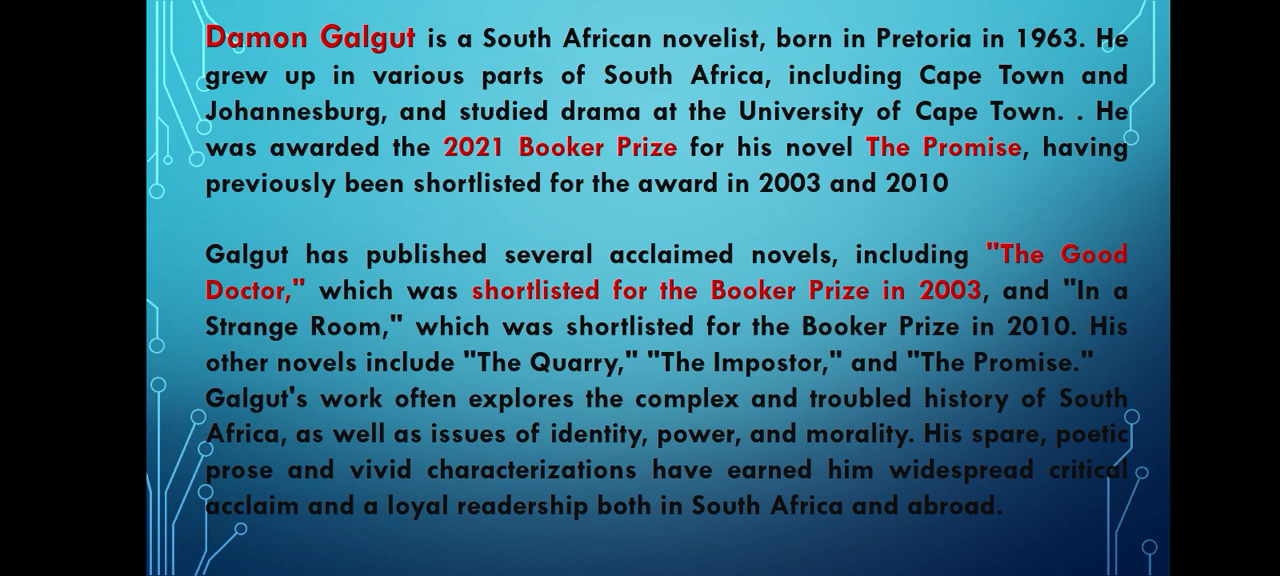 Damon Galgut is a South African novelist, born in Pretoria in 1963. He
grew up in various parts of South Africa, including Cape Town and
Johannesburg, and studied drama at the University of Cape Town. . He
was awarded the 2021 Booker Prize for his novel The Promise, having
previously been shortlisted for the award in 2003 and 2010
Galgut has published several acclaimed novels, including "The Good
Doctor," which was shortlisted for the Booker Prize in 2003, and "In a
Strange Room," which was shortlisted for the Booker Prize in 2010. His
other novels include "The Quarry," "The Impostor," and "The Promise."
Galgut's work often explores the complex and troubled history of South
Africa, as well as issues of identity, power, and morality. His spare, poetic
prose and vivid characterizations have earned him widespread critical
acclaim and a loyal readership both in South Africa and abroad.